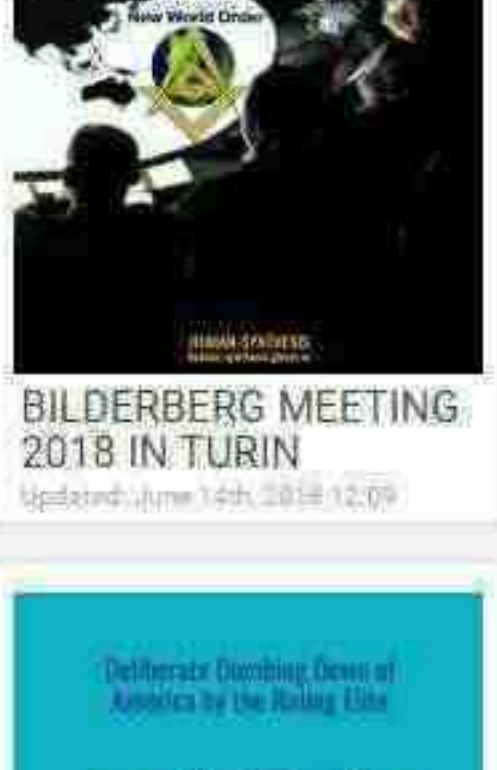 New World Order
HUMAN SYNTHESIS
BILDERBERG MEETING
2018 IN TURIN
Updated: June 14th, 2018 12:09
Deliberate Dumbing Down of
America by the Ruling Elite